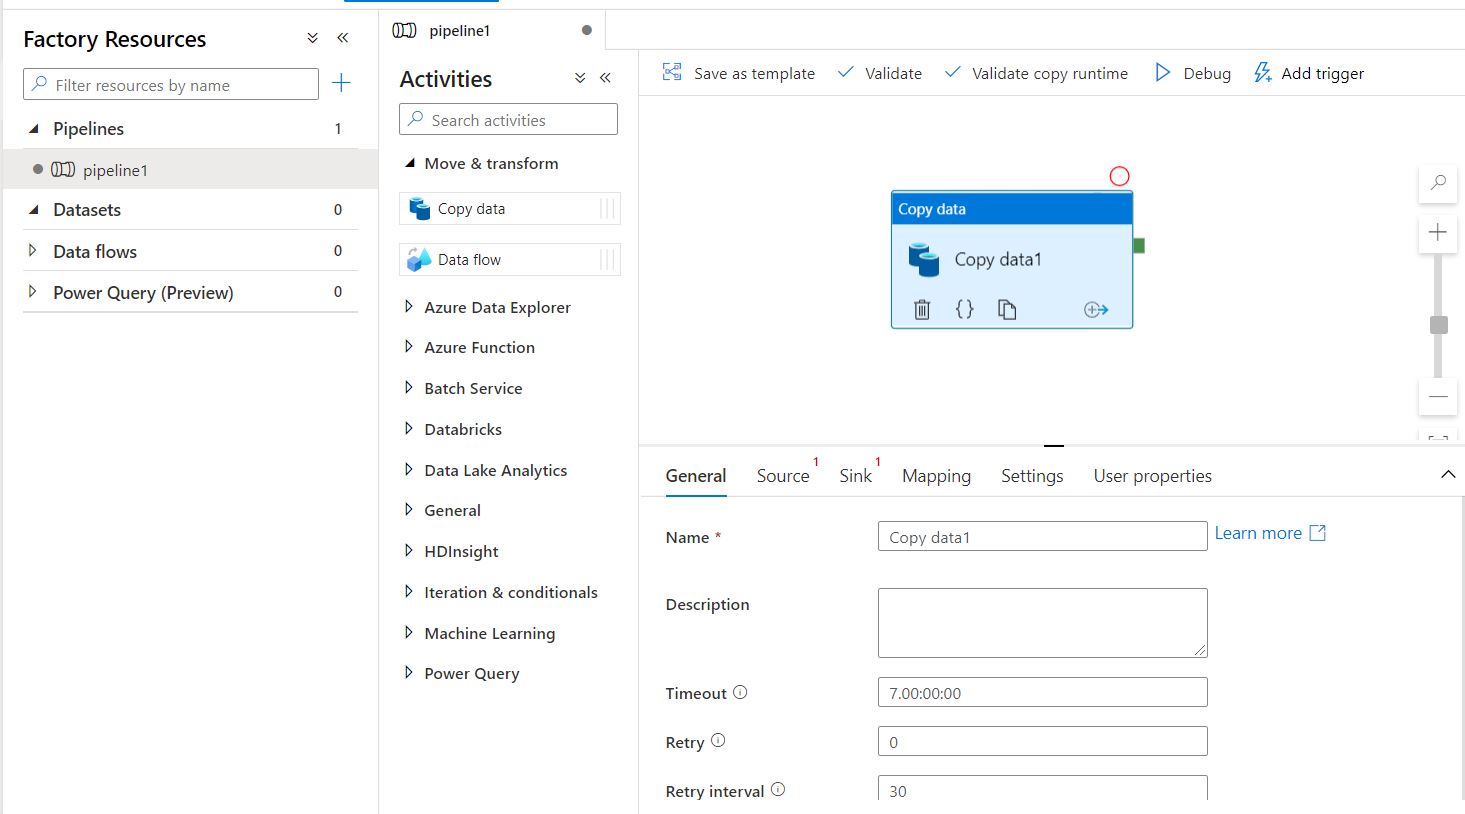 Factory Resources
Filter resources by name
Pipelines 1
pipeline1
Datasets 0
Data flows 0
Power Query (Preview) 0
pipeline1
Activities
Search activities
Move & transform
Copy data
Data flow
Azure Data Explorer
Azure Function
Batch Service
Databricks
Data Lake Analytics
General
HDInsight
Iteration & conditionals
Machine Learning
Power Query
Save as template Validate Validate copy runtime Debug Add trigger
Copy data
Copy data1
{}
General Source 1 Sink 1 Mapping Settings User properties
Name * Copy data1 Learn more
Description
Timeout 7.00:00:00
Retry 0
Retry interval 30